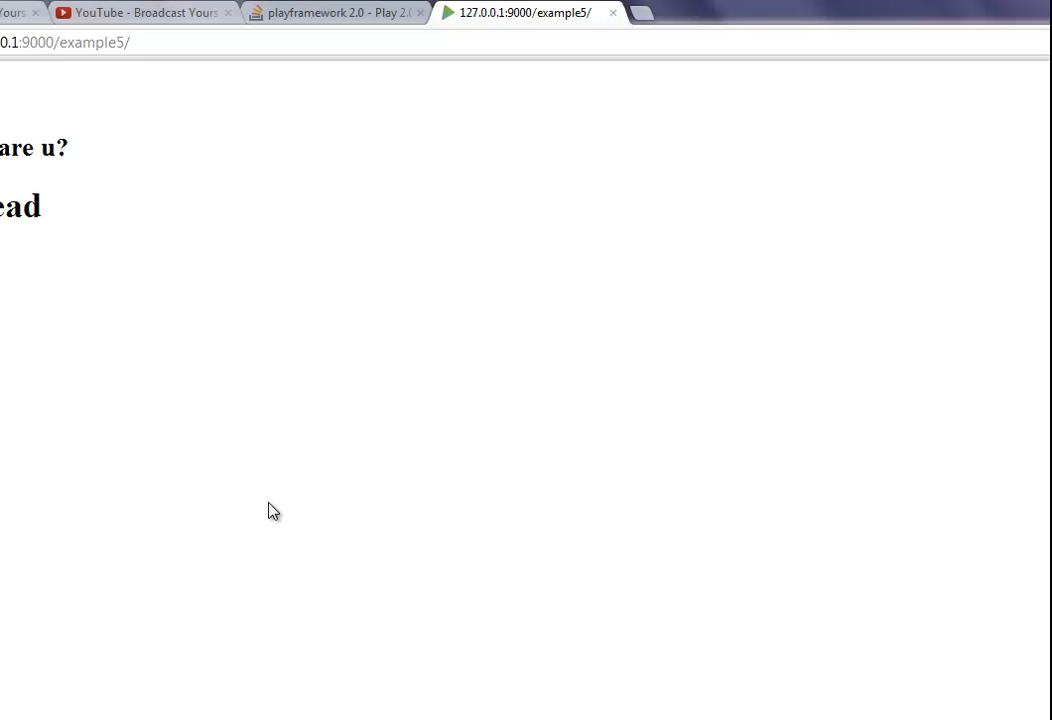 Yours
YouTube - Broadcast Yours
playframework 2.0 - Play 2.0
127.0.0.1:9000/example5/
0.1:9000/example5/
are u?
ead